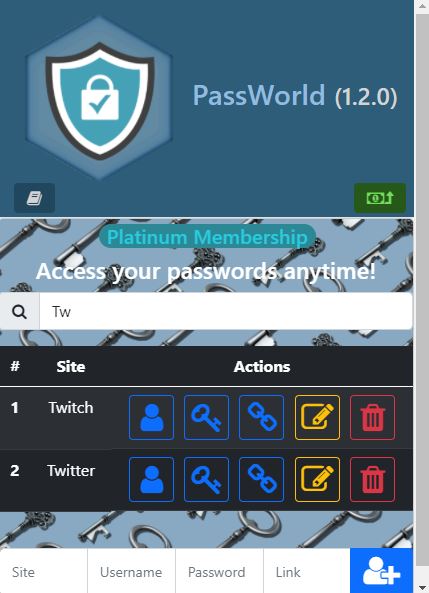 PassWorld (1.2.0)
Platinum Membership
Access your passwords anytime!
Tw
# Site Actions
1 Twitch
2 Twitter
Site Username Password Link